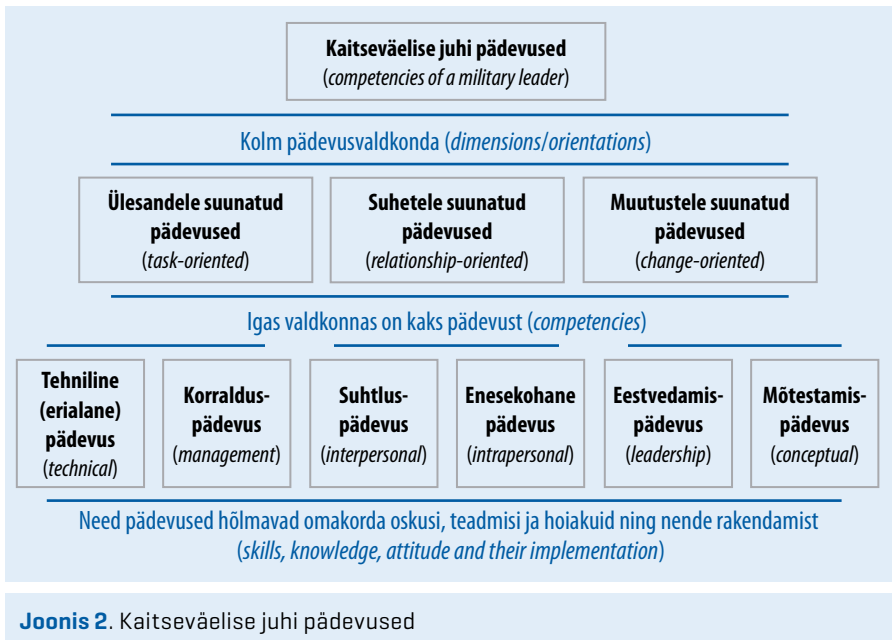 Kaitseväelise juhi pädevused
(competencies of a military leader)
Kolm pädevusvaldkonda (dimensions/orientations)
Ülesandele suunatud
pädevused
(task-oriented)
Suhetele suunatud
pädevused
(relationship-oriented)
Muutustele suunatud
pädevused
(change-oriented)
Igas valdkonnas on kaks pädevust (competencies)
Tehniline
(erialane)
pädevus
(technical)
Korraldus-
pädevus
(management)
Suhtlus-
pädevus
(interpersonal)
Enesekohane
pädevus
(intrapersonal)
Eestvedamis-
pädevus
(leadership)
Mõtestamis-
pädevus
(conceptual)
Need pädevused hõlmavad omakorda oskusi, teadmisi ja hoiakuid ning nende rakendamist
(skills, knowledge, attitude and their implementation)
Joonis 2. Kaitseväelise juhi pädevused